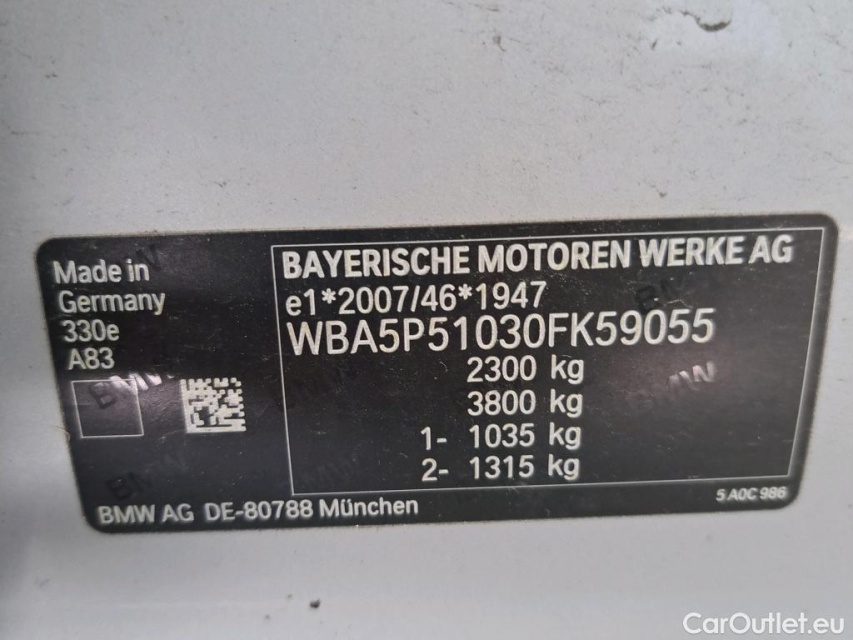 Made in
Germany
330e
A83
BAYERISCHE MOTOREN WERKE AG
e1*2007/46*1947
WBA5P51030FK59055
2300 kg
3800 kg
1- 1035 kg
2- 1315 kg
BMW AG DE-80788 München
5 A0C 986
CarOutlet.eu